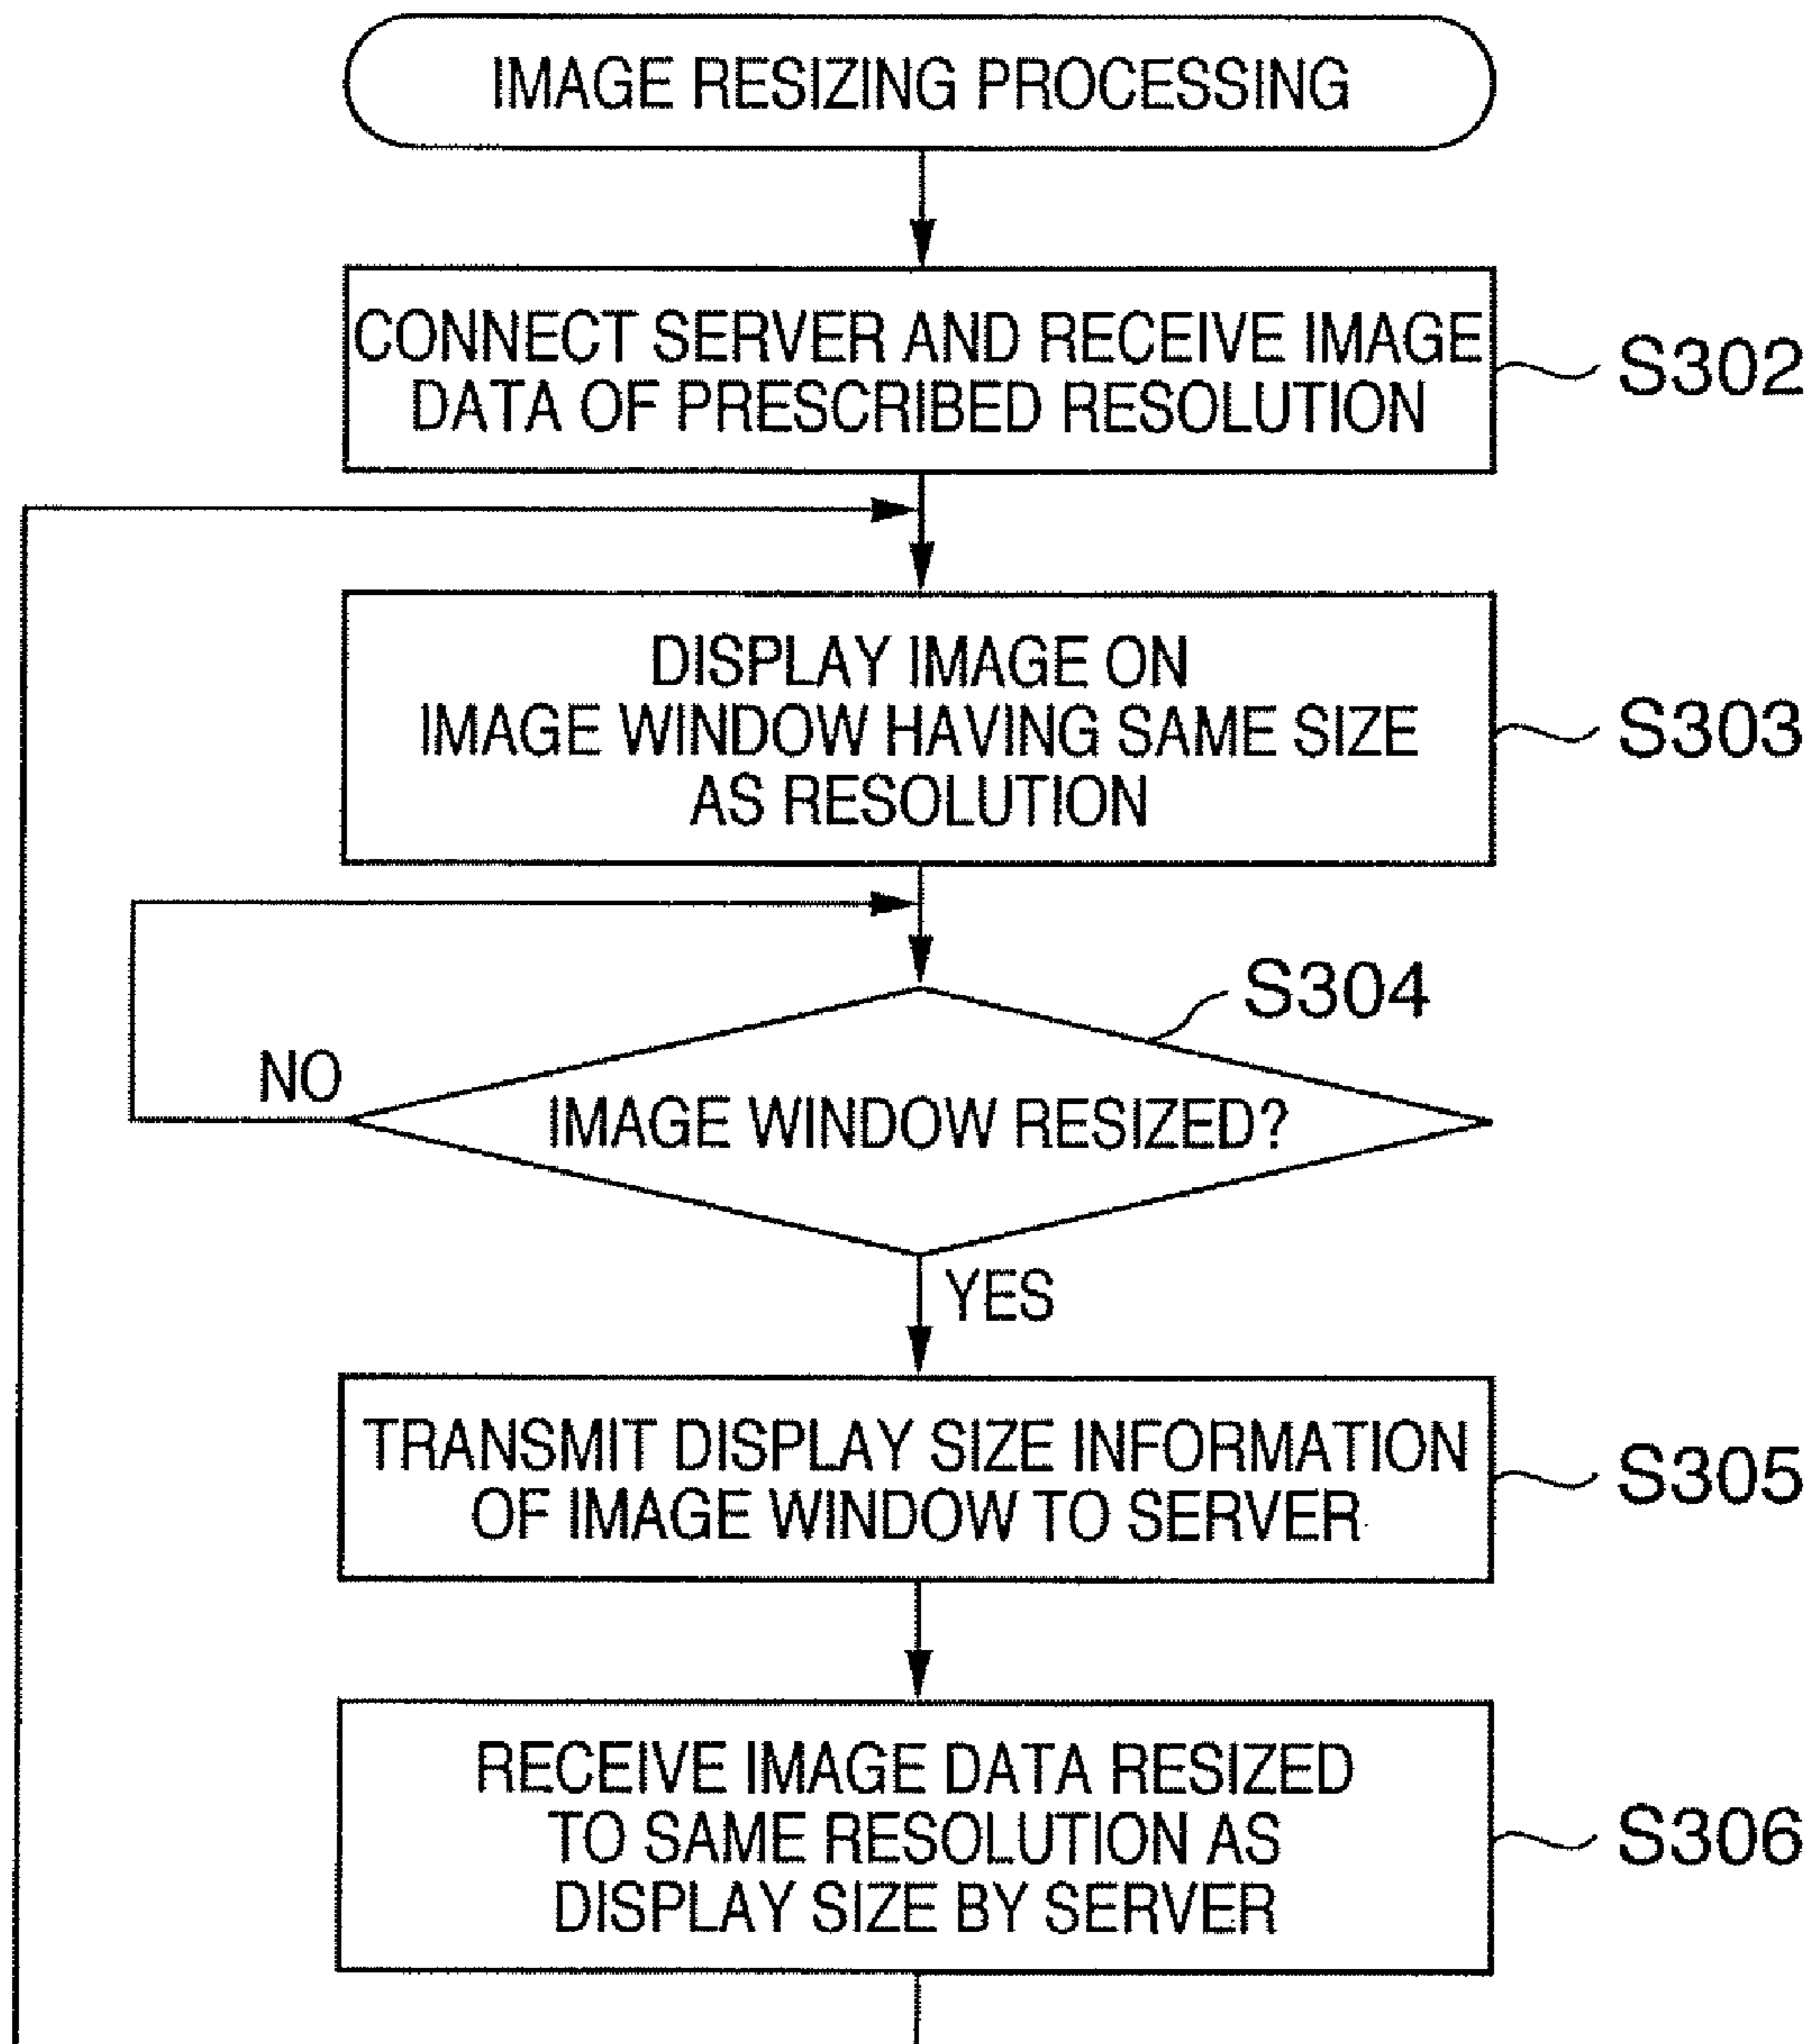 IMAGE RESIZING PROCESSING
CONNECT SERVER AND RECEIVE IMAGE
DATA OF PRESCRIBED RESOLUTION
S302
DISPLAY IMAGE ON
IMAGE WINDOW HAVING SAME SIZE
AS RESOLUTION
S303
S304
NO
IMAGE WINDOW RESIZED?
YES
TRANSMIT DISPLAY SIZE INFORMATION
OF IMAGE WINDOW TO SERVER
S305
RECEIVE IMAGE DATA RESIZED
TO SAME RESOLUTION AS
DISPLAY SIZE BY SERVER
S306